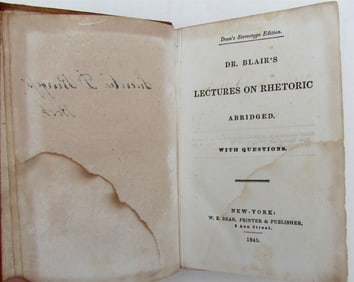 Dean's Stereotype Edition.
DR. BLAIR'S
LECTURES ON RHETORIC
ABRIDGED.
WITH QUESTIONS.
NEW-YORK:
W. E. DEAN, PRINTER & PUBLISHER,
2 Ann Street.
1845.